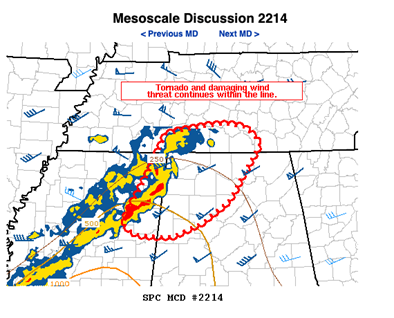 Mesoscale Discussion 2214
< Previous MD Next MD >
Tornado and damaging wind
threat continues within the line.
250
500
1000
SPC MCD #2214